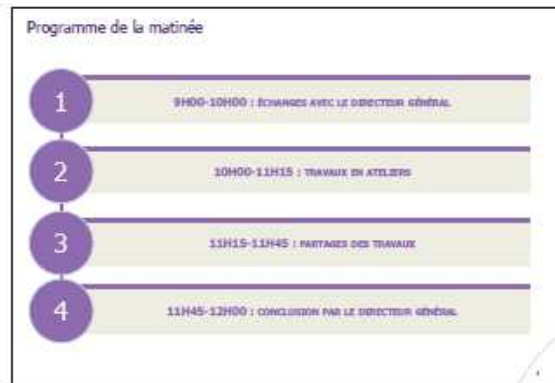 Programme de la matinée
1
9H00-10H00 : ÉCHANGES AVEC LE DIRECTEUR GÉNÉRAL
2
10H00-11H15 : TRAVAUX EN ATELIERS
3
11H15-11H45 : PARTAGES DES TRAVAUX
4
11H45-12H00 : CONCLUSION PAR LE DIRECTEUR GÉNÉRAL